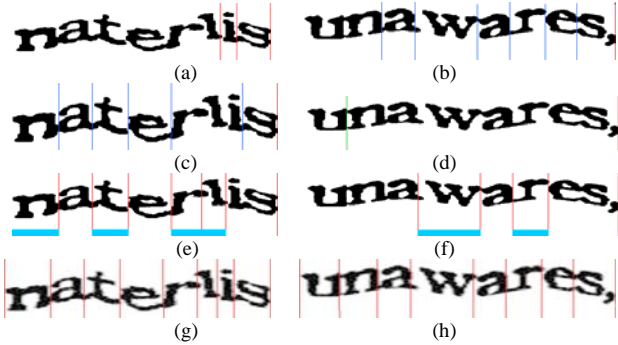 naterlis unawares,
(a) (b)
naterlis unawares,
(c) (d)
naterlis unawares,
(e) (f)
naterlis unawares,
(g) (h)